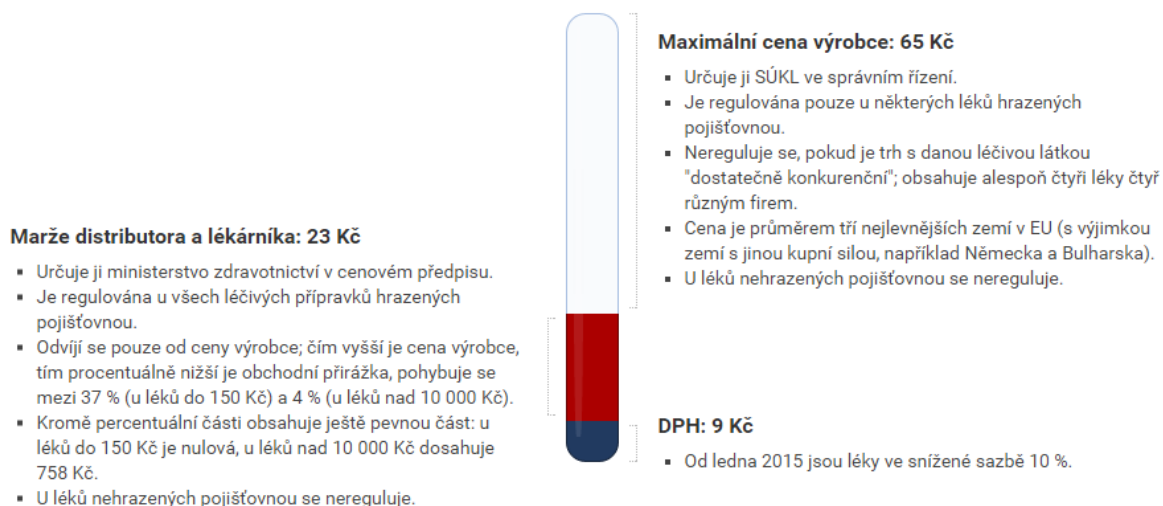 Maximální cena výrobce: 65 Kč
Určuje ji SÚKL ve správním řízení.
Je regulována pouze u některých léků hrazených
pojišťovnou.
Nereguluje se, pokud je trh s danou léčivou látkou
"dostatečně konkurenční"; obsahuje alespoň čtyři léky čtyř
různým firem.
Cena je průměrem tří nejlevnějších zemí v EU (s výjimkou
zemí s jinou kupní silou, například Německa a Bulharska).
U léků nehrazených pojišťovnou se nereguluje.
Marže distributora a lékárníka: 23 Kč
Určuje ji ministerstvo zdravotnictví v cenovém předpisu.
Je regulována u všech léčivých přípravků hrazených
pojišťovnou.
Odvíjí se pouze od ceny výrobce; čím vyšší je cena výrobce,
tím procentuálně nižší je obchodní přirážka, pohybuje se
mezi 37 % (u léků do 150 Kč) a 4 % (u léků nad 10 000 Kč).
Kromě percentuální části obsahuje ještě pevnou část: u
léků do 150 Kč je nulová, u léků nad 10 000 Kč dosahuje
758 Kč.
U léků nehrazených pojišťovnou se nereguluje.
DPH: 9 Kč
Od ledna 2015 jsou léky ve snížené sazbě 10 %.